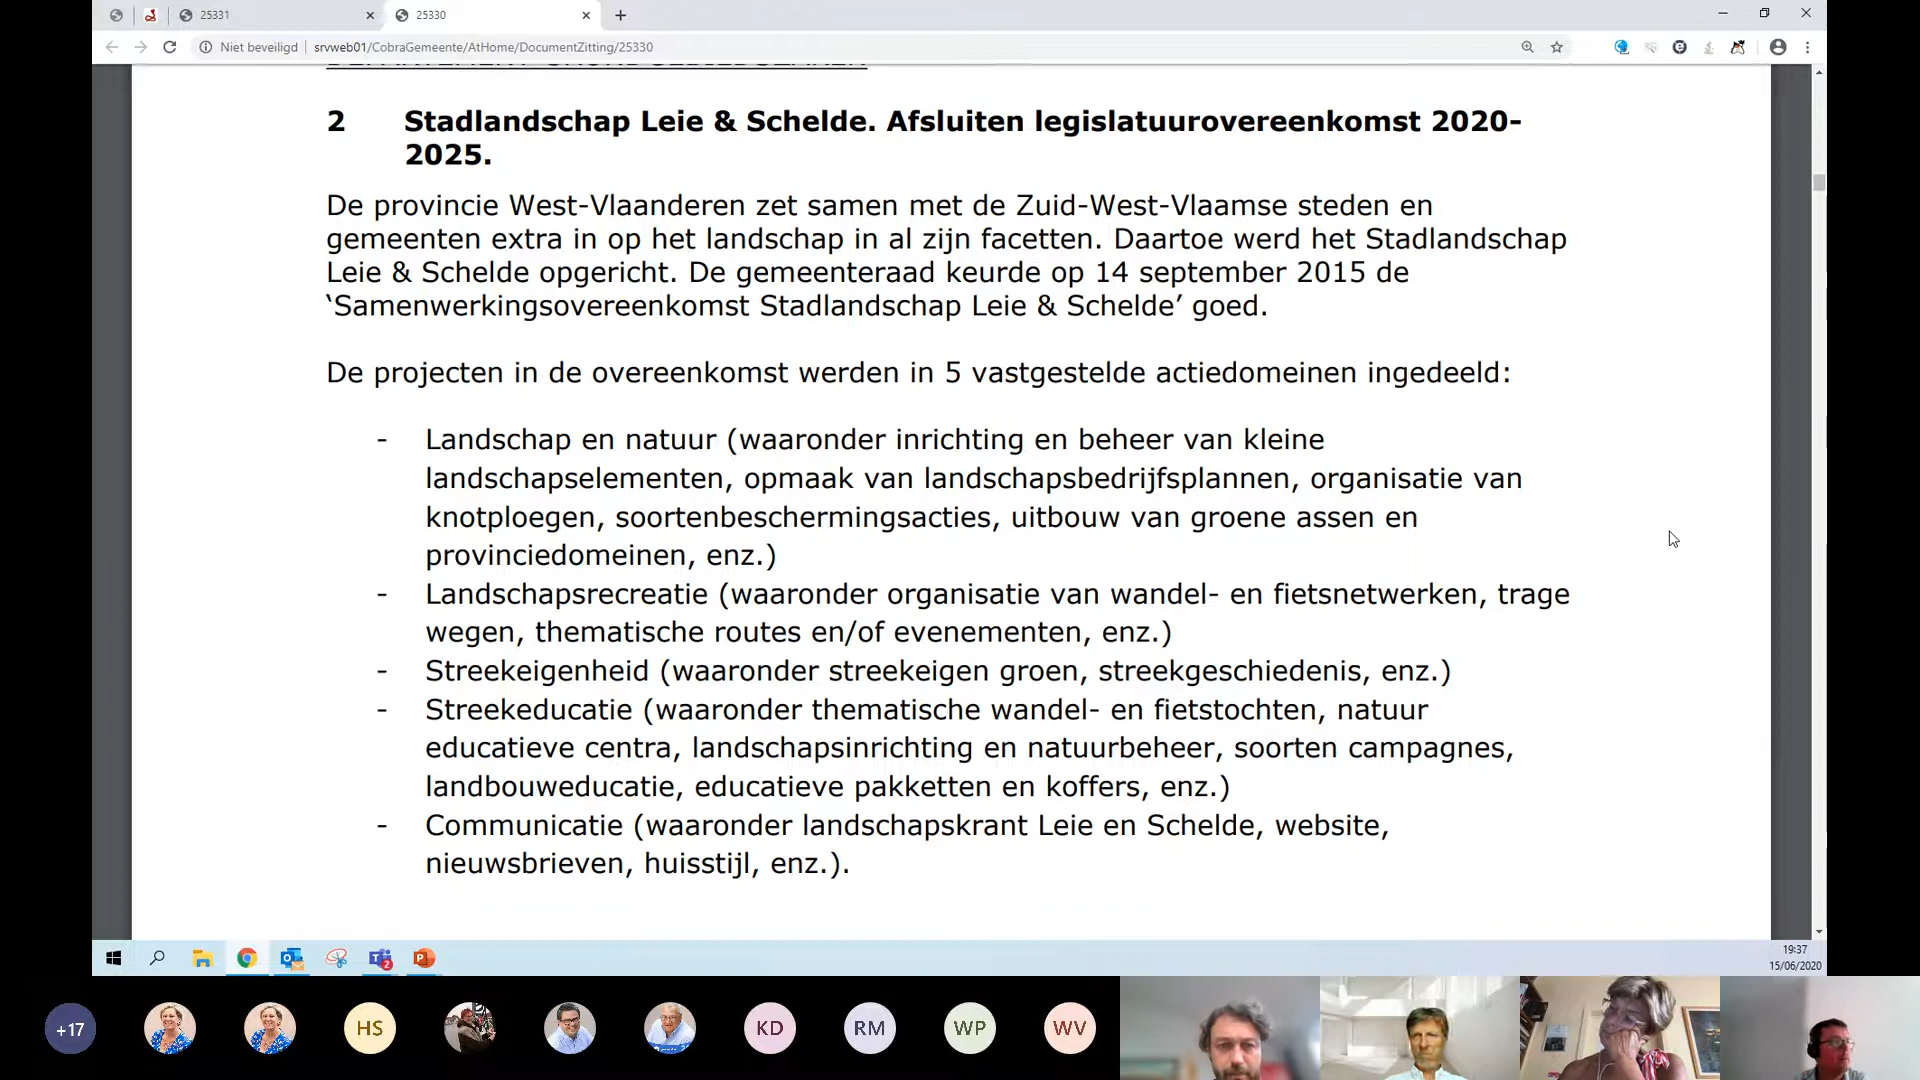 25331
25330
Niet beveiligd
srvweb01/CobraGemeente/AtHome/DocumentZitting/25330
2 Stadlandschap Leie & Schelde. Afsluiten legislatuurovereenkomst 2020-
2025.
De provincie West-Vlaanderen zet samen met de Zuid-West-Vlaamse steden en
gemeenten extra in op het landschap in al zijn facetten. Daartoe werd het Stadlandschap
Leie & Schelde opgericht. De gemeenteraad keurde op 14 september 2015 de
‘Samenwerkingsovereenkomst Stadlandschap Leie & Schelde’ goed.
De projecten in de overeenkomst werden in 5 vastgestelde actiedomeinen ingedeeld:
- Landschap en natuur (waaronder inrichting en beheer van kleine
landschapselementen, opmaak van landschapsbedrijfsplannen, organisatie van
knotploegen, soortenbeschermingsacties, uitbouw van groene assen en
provinciedomeinen, enz.)
- Landschapsrecreatie (waaronder organisatie van wandel- en fietsnetwerken, trage
wegen, thematische routes en/of evenementen, enz.)
- Streekeigenheid (waaronder streekeigen groen, streekgeschiedenis, enz.)
- Streekeducatie (waaronder thematische wandel- en fietstochten, natuur
educatieve centra, landschapsinrichting en natuurbeheer, soorten campagnes,
landbouweducatie, educatieve pakketten en koffers, enz.)
- Communicatie (waaronder landschapskrant Leie en Schelde, website,
nieuwsbrieven, huisstijl, enz.).
19:37
15/06/2020
+17
HS
KD
RM
WP
WV